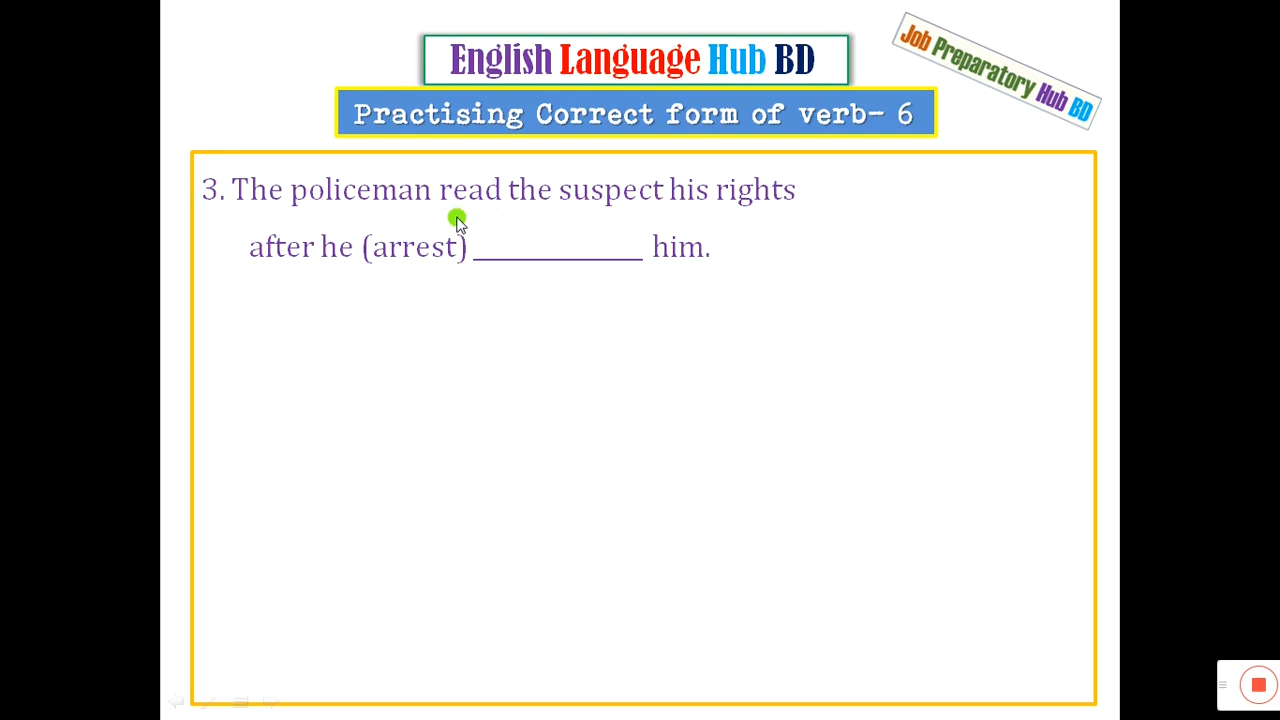 English Language Hub BD
Job Preparatory Hub BD
Practising Correct form of verb- 6
3. The policeman read the suspect his rights
after he (arrest) ____________ him.